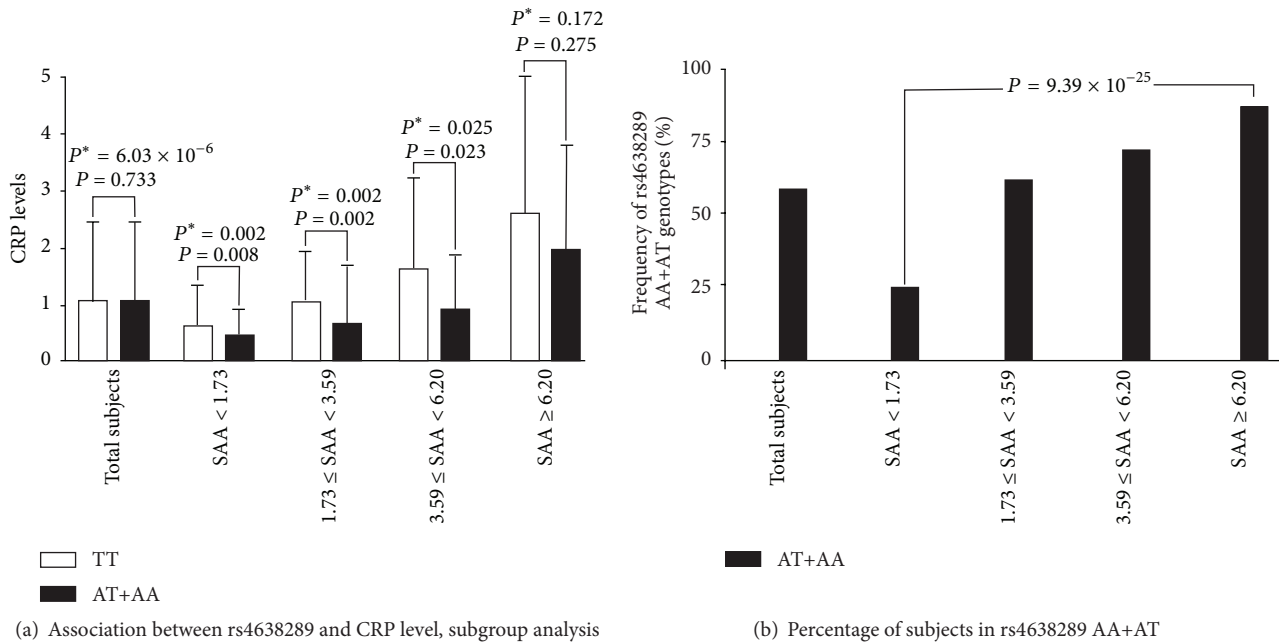 P* = 0.172
P = 0.275
P* = 0.025
P = 0.023
P* = 6.03 × 10⁻⁶
P = 0.733
P* = 0.002
P = 0.002
P* = 0.002
P = 0.008
CRP levels
5
4
3
2
1
0
Total subjects
SAA < 1.73
1.73 ≤ SAA < 3.59
3.59 ≤ SAA < 6.20
SAA ≥ 6.20
TT
AT+AA
(a) Association between rs4638289 and CRP level, subgroup analysis
Frequency of rs4638289
AA+AT genotypes (%)
100
75
50
25
0
P = 9.39 × 10⁻²⁵
Total subjects
SAA < 1.73
1.73 ≤ SAA < 3.59
3.59 ≤ SAA < 6.20
SAA ≥ 6.20
AT+AA
(b) Percentage of subjects in rs4638289 AA+AT